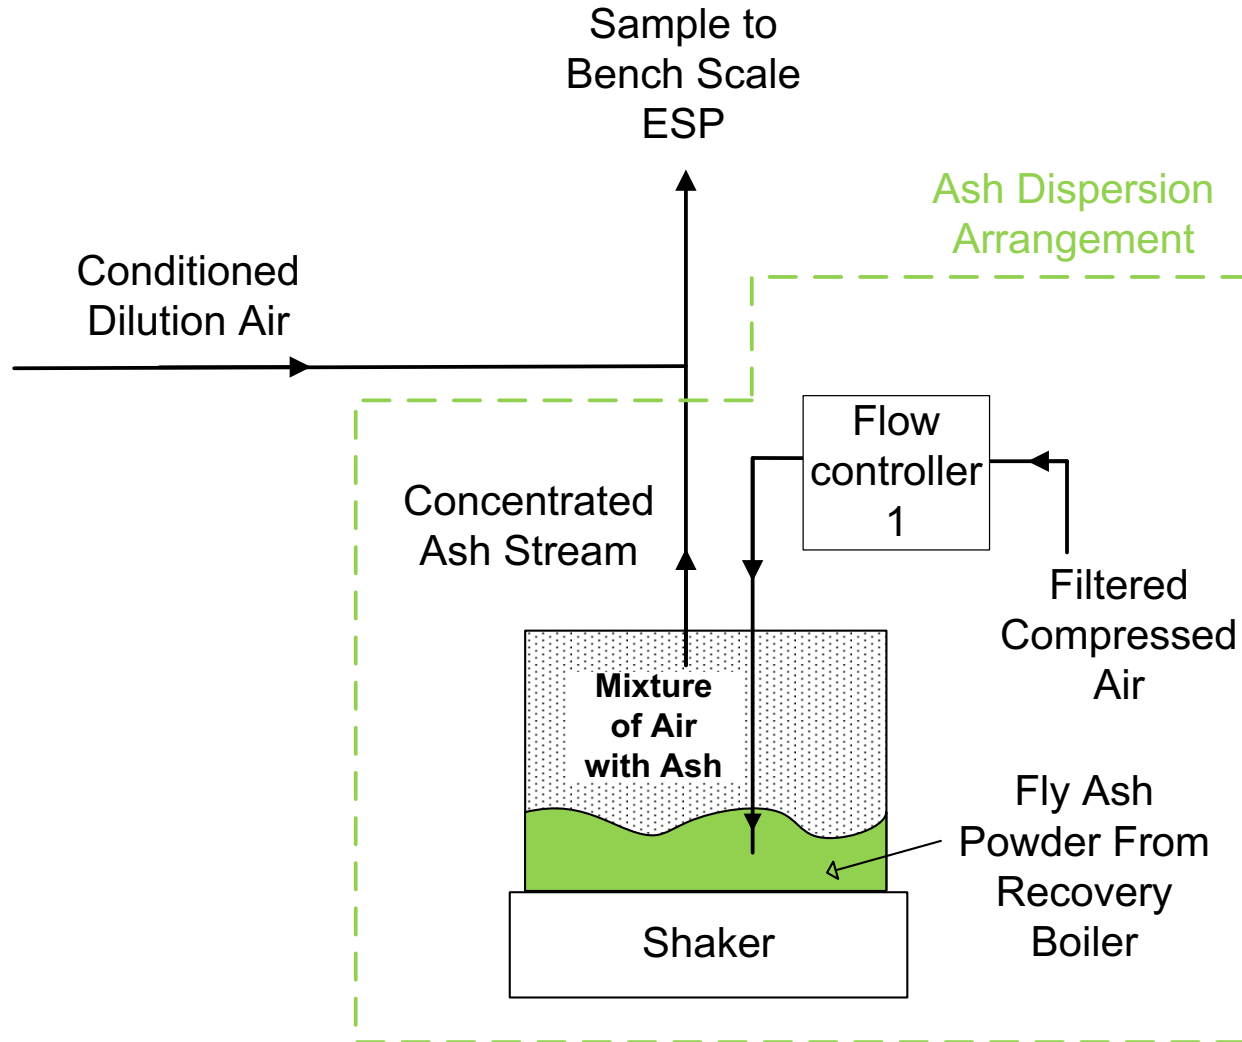 Sample to
Bench Scale
ESP
Ash Dispersion
Arrangement
Conditioned
Dilution Air
Flow
controller
1
Concentrated
Ash Stream
Filtered
Compressed
Air
Mixture
of Air
with Ash
Fly Ash
Powder From
Recovery
Boiler
Shaker